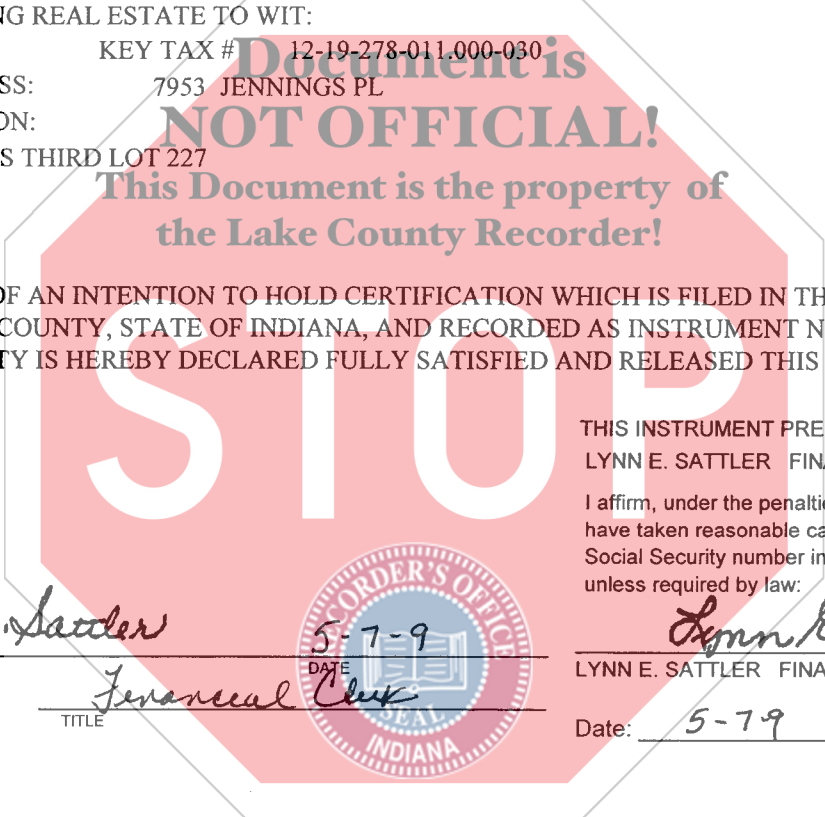 NG REAL ESTATE TO WIT:
KEY TAX # 12-19-278-011.000-030
Document is
SS: 7953 JENNINGS PL
ON:
NOT OFFICIAL!
S THIRD LOT 227
This Document is the property of
the Lake County Recorder!
OF AN INTENTION TO HOLD CERTIFICATION WHICH IS FILED IN TH
COUNTY, STATE OF INDIANA, AND RECORDED AS INSTRUMENT N
TY IS HEREBY DECLARED FULLY SATISFIED AND RELEASED THIS
STOP
THIS INSTRUMENT PRE
LYNN E. SATTLER FINA
I affirm, under the penaltie
have taken reasonable ca
Social Security number in
unless required by law:
. Sattler 5-7-9
DATE
Financial Clerk
TITLE
RECORDER'S OFFICE
SEAL
INDIANA
Lynn E
LYNN E. SATTLER FINA
Date: 5-7-9